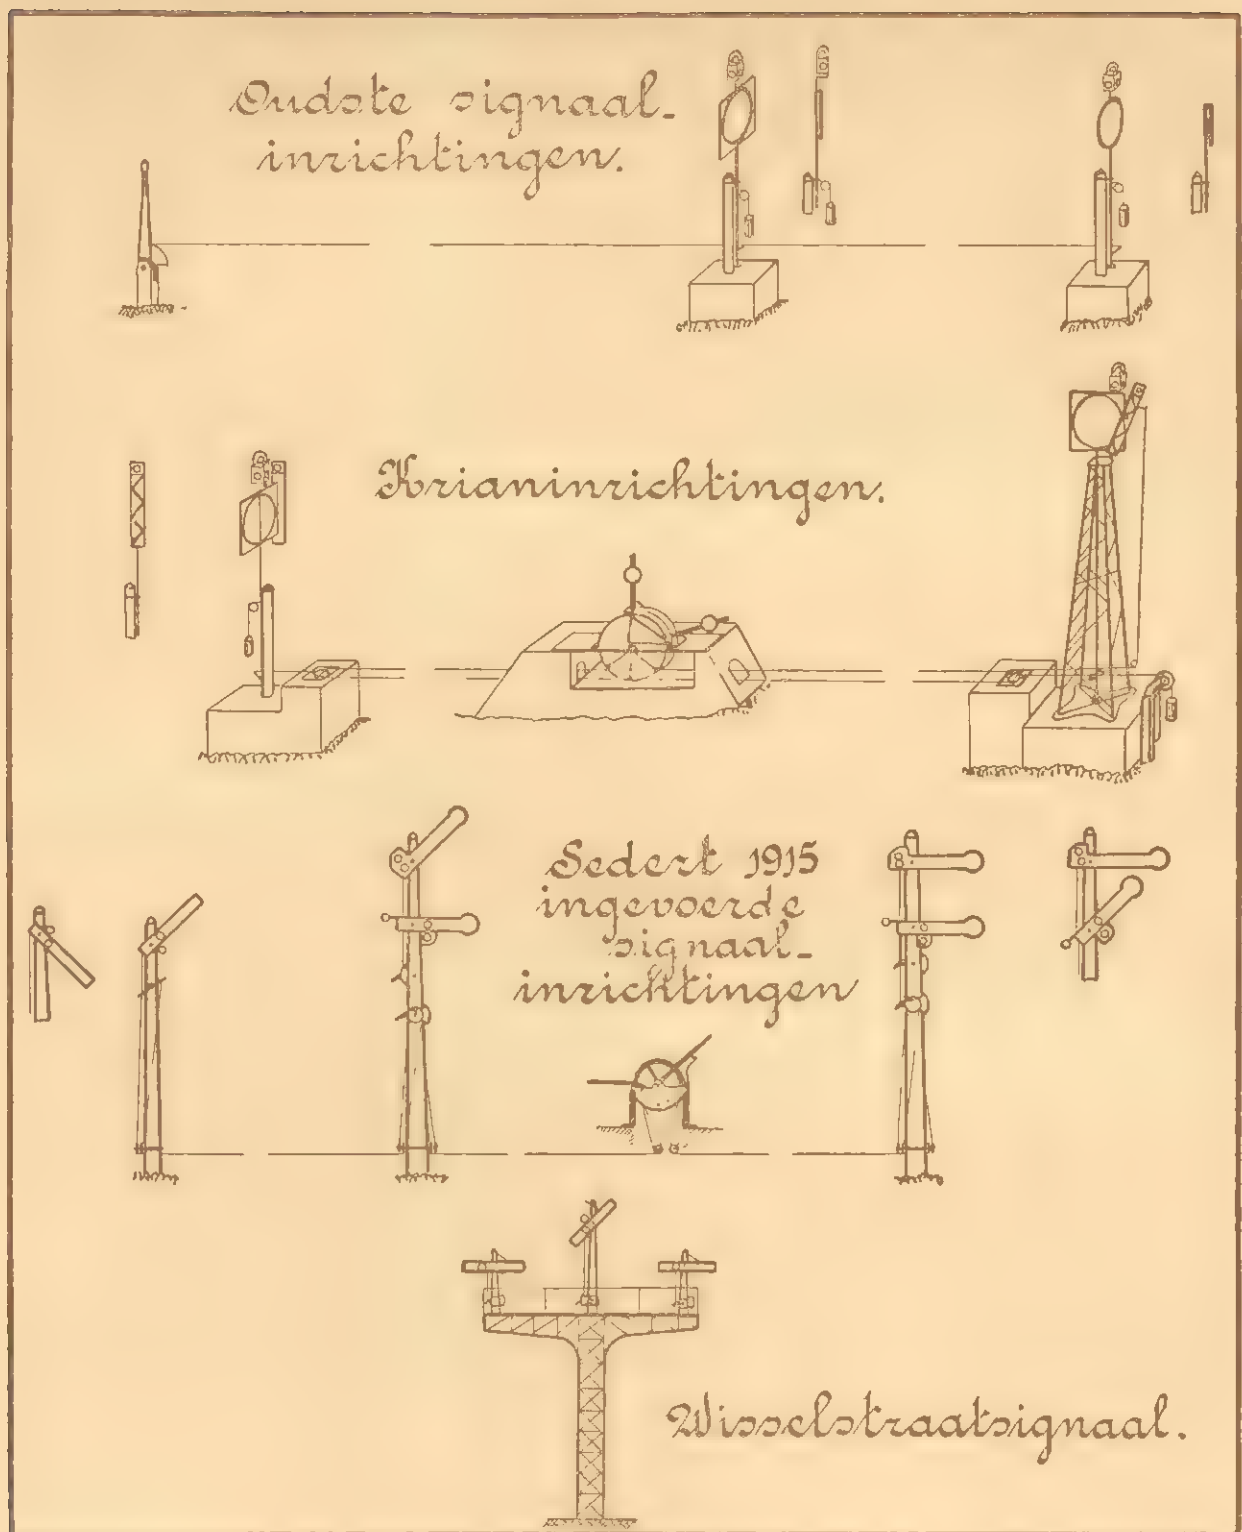 Oudste signaal-
inrichtingen.
Krianinrichtingen.
Sedert 1915
ingevoerde
signaal-
inrichtingen
Wisselstraatsignaal.